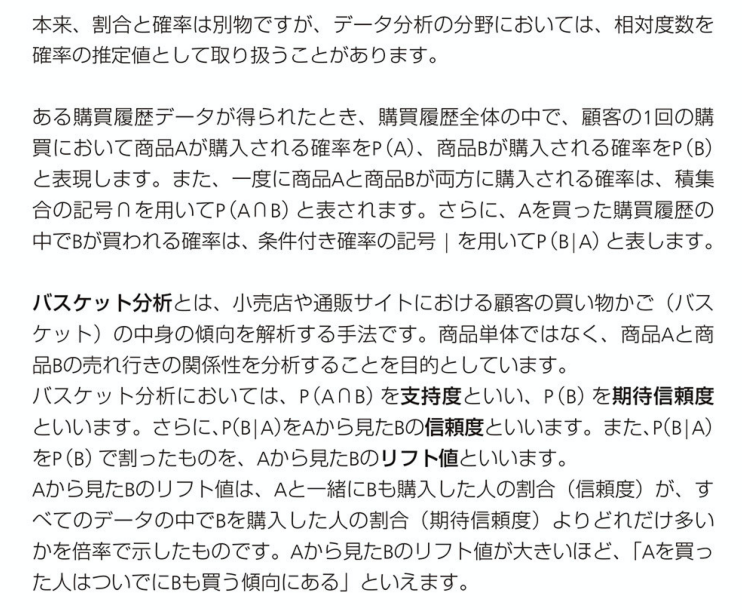 本来、割合と確率は別物ですが、データ分析の分野においては、相対度数を
確率の推定値として取り扱うことがあります。
ある購買履歴データが得られたとき、購買履歴全体の中で、顧客の1回の購
買において商品Aが購入される確率をP(A)、商品Bが購入される確率をP(B)
と表現します。また、一度に商品Aと商品Bが両方に購入される確率は、積集
合の記号∩を用いてP(A∩B)と表されます。さらに、Aを買った購買履歴の
中でBが買われる確率は、条件付き確率の記号 | を用いてP(B|A)と表します。
バスケット分析とは、小売店や通販サイトにおける顧客の買い物かご（バス
ケット）の中身の傾向を解析する手法です。商品単体ではなく、商品Aと商
品Bの売れ行きの関係性を分析することを目的としています。
バスケット分析においては、P(A∩B)を支持度といい、P(B)を期待信頼度
といいます。さらに、P(B|A)をAから見たBの信頼度といいます。また、P(B|A)
をP(B)で割ったものを、Aから見たBのリフト値といいます。
Aから見たBのリフト値は、Aと一緒にBも購入した人の割合（信頼度）が、す
べてのデータの中でBを購入した人の割合（期待信頼度）よりどれだけ多い
かを倍率で示したものです。Aから見たBのリフト値が大きいほど、「Aを買っ
た人はついでにBも買う傾向にある」といえます。